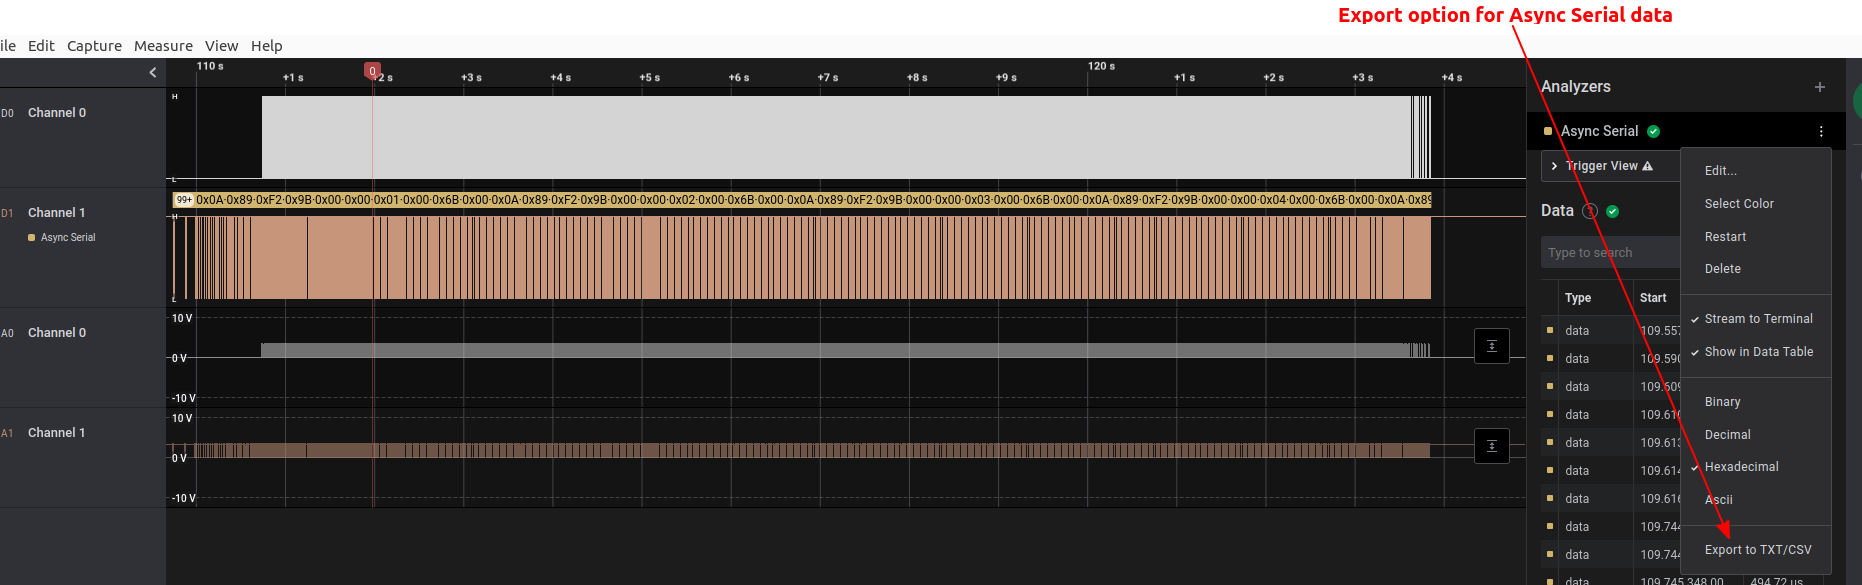 Export option for Async Serial data
ile Edit Capture Measure View Help
110 s
+1 s
0
+2 s
+3 s
+4 s
+5 s
+6 s
+7 s
+8 s
+9 s
120 s
+1 s
+2 s
+3 s
+4 s
D0 Channel 0
H
L
D1 Channel 1
Async Serial
99+ 0x0A·0x89·0xF2·0x9B·0x00·0x00·0x01·0x00·0x6B·0x00·0x0A·0x89·0xF2·0x9B·0x00·0x00·0x02·0x00·0x6B·0x00·0x0A·0x89·0xF2·0x9B·0x00·0x00·0x03·0x00·0x6B·0x00·0x0A·0x89·0xF2·0x9B·0x00·0x00·0x04·0x00·0x6B·0x00·0x0A·0x89
H
L
A0 Channel 0
10 V
0 V
-10 V
A1 Channel 1
10 V
0 V
-10 V
Analyzers +
Async Serial
Trigger View
Data ?
Type to search
Type Start
data 109.557
data 109.590
data 109.609
data 109.610
data 109.613
data 109.614
data 109.616
data 109.744
data 109.744
data 109.745 348 00 494.72 us
Edit...
Select Color
Restart
Delete
Stream to Terminal
Show in Data Table
Binary
Decimal
Hexadecimal
Ascii
Export to TXT/CSV